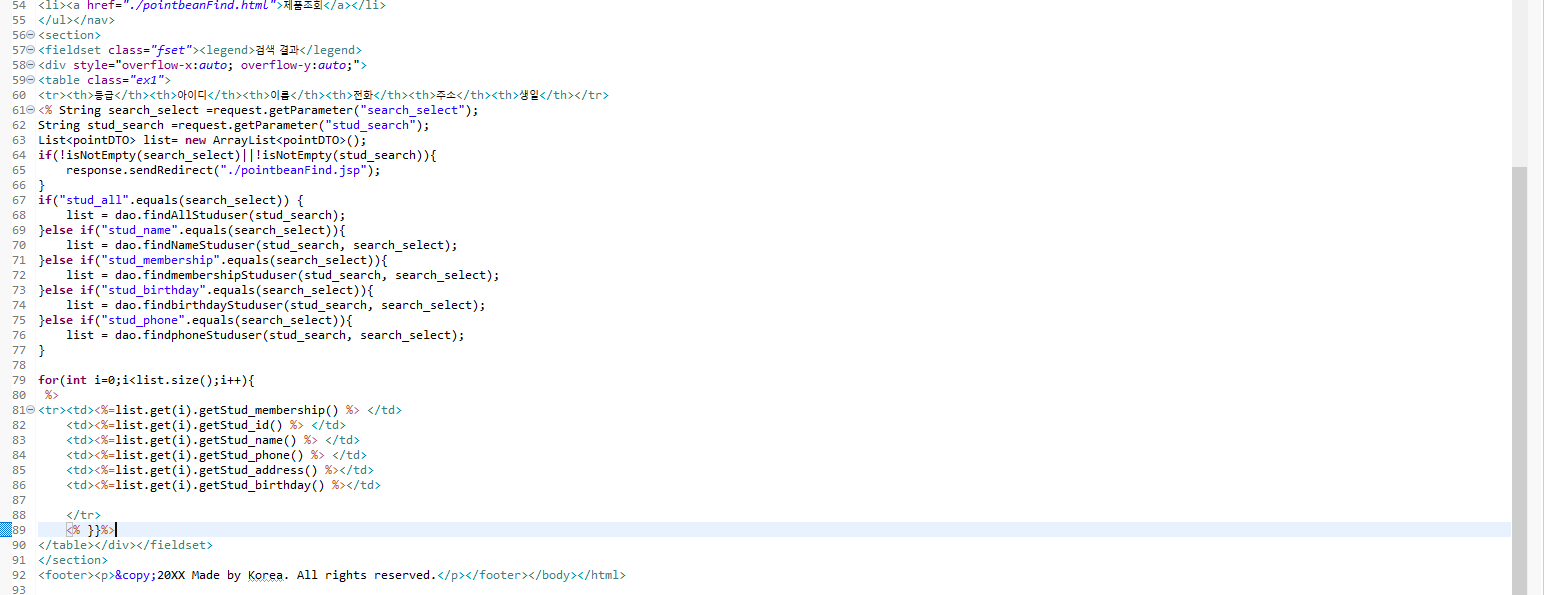 54 <li><a href="./pointbeanFind.html">제품조회</a></li>
55 </ul></nav>
56 <section>
57 <fieldset class="fset"><legend>검색 결과</legend>
58 <div style="overflow-x:auto; overflow-y:auto;">
59 <table class="ex1">
60 <tr><th>등급</th><th>아이디</th><th>이름</th><th>전화</th><th>주소</th><th>생일</th></tr>
61 <% String search_select =request.getParameter("search_select");
62 String stud_search =request.getParameter("stud_search");
63 List<pointDTO> list= new ArrayList<pointDTO>();
64 if(!isNotEmpty(search_select)||!isNotEmpty(stud_search)){
65     response.sendRedirect("./pointbeanFind.jsp");
66 }
67 if("stud_all".equals(search_select)) {
68     list = dao.findAllStuduser(stud_search);
69 }else if("stud_name".equals(search_select)){
70     list = dao.findNameStuduser(stud_search, search_select);
71 }else if("stud_membership".equals(search_select)){
72     list = dao.findmembershipStuduser(stud_search, search_select);
73 }else if("stud_birthday".equals(search_select)){
74     list = dao.findbirthdayStuduser(stud_search, search_select);
75 }else if("stud_phone".equals(search_select)){
76     list = dao.findphoneStuduser(stud_search, search_select);
77 }
78
79 for(int i=0;i<list.size();i++){
80  %>
81 <tr><td><%=list.get(i).getStud_membership() %> </td>
82     <td><%=list.get(i).getStud_id() %> </td>
83     <td><%=list.get(i).getStud_name() %> </td>
84     <td><%=list.get(i).getStud_phone() %> </td>
85     <td><%=list.get(i).getStud_address() %></td>
86     <td><%=list.get(i).getStud_birthday() %></td>
87
88     </tr>
89     <% }}%>
90 </table></div></fieldset>
91 </section>
92 <footer><p>&copy;20XX Made by Korea. All rights reserved.</p></footer></body></html>
93